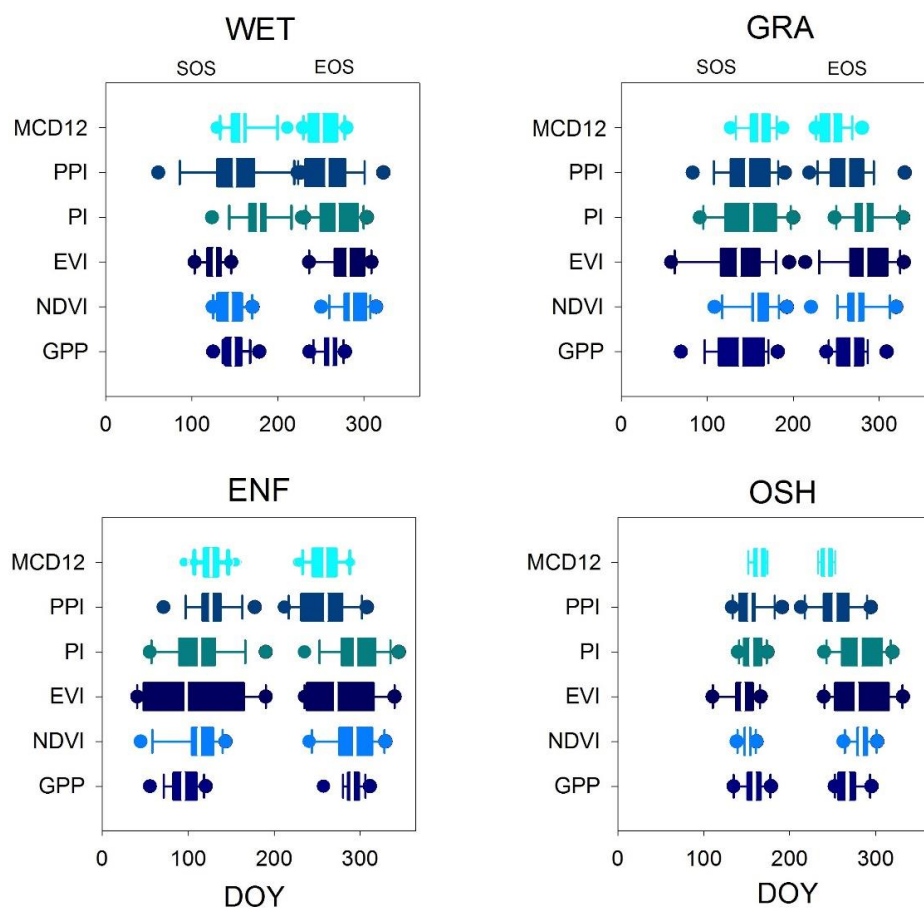 WET
SOS EOS
MCD12
PPI
PI
EVI
NDVI
GPP
0 100 200 300
GRA
SOS EOS
MCD12
PPI
PI
EVI
NDVI
GPP
0 100 200 300
ENF
MCD12
PPI
PI
EVI
NDVI
GPP
0 100 200 300
DOY
OSH
MCD12
PPI
PI
EVI
NDVI
GPP
0 100 200 300
DOY